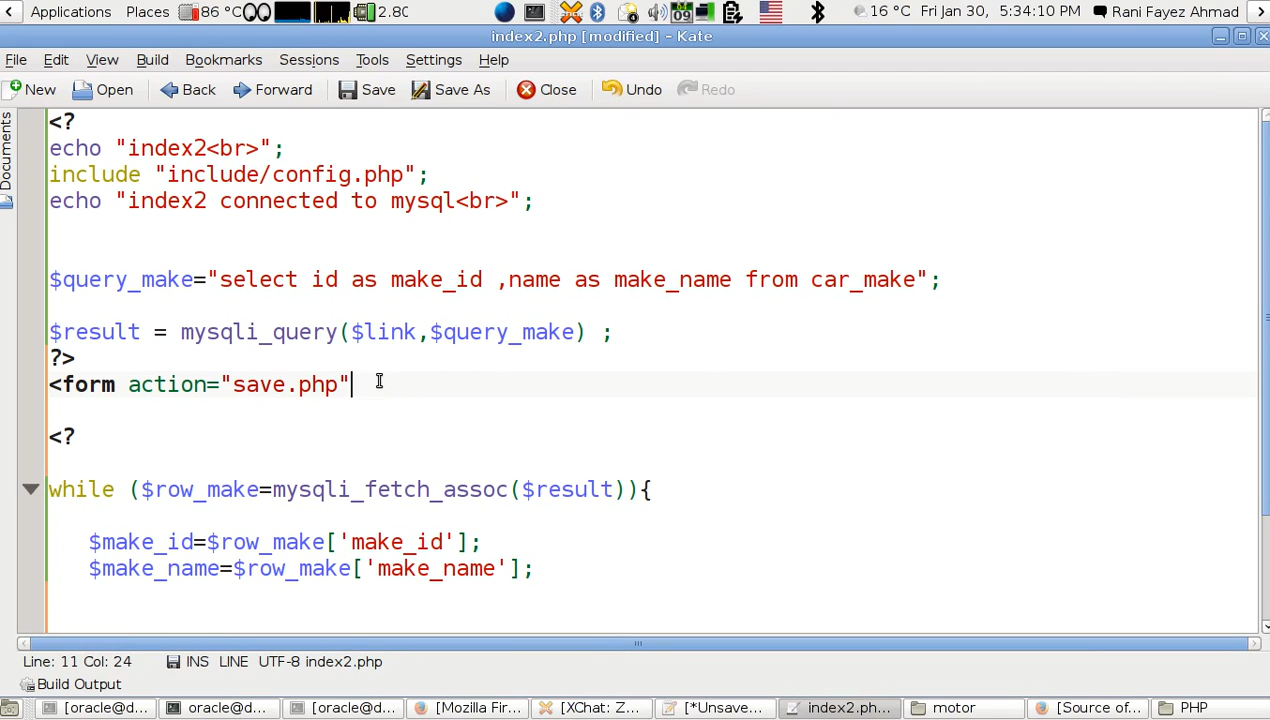 Applications Places 86 °C 2.80 16 °C Fri Jan 30, 5:34:10 PM Rani Fayez Ahmad
index2.php [modified] – Kate
File Edit View Build Bookmarks Sessions Tools Settings Help
New Open Back Forward Save Save As Close Undo Redo
Documents
<?
echo "index2<br>";
include "include/config.php";
echo "index2 connected to mysql<br>";
$query_make="select id as make_id ,name as make_name from car_make";
$result = mysqli_query($link,$query_make) ;
?>
<form action="save.php"
<?
while ($row_make=mysqli_fetch_assoc($result)){
$make_id=$row_make['make_id'];
$make_name=$row_make['make_name'];
Line: 11 Col: 24 INS LINE UTF-8 index2.php
Build Output
[oracle@d... oracle@d... [oracle@d... [Mozilla Fir... [XChat: Z... [*Unsave... index2.ph... motor [Source of... PHP